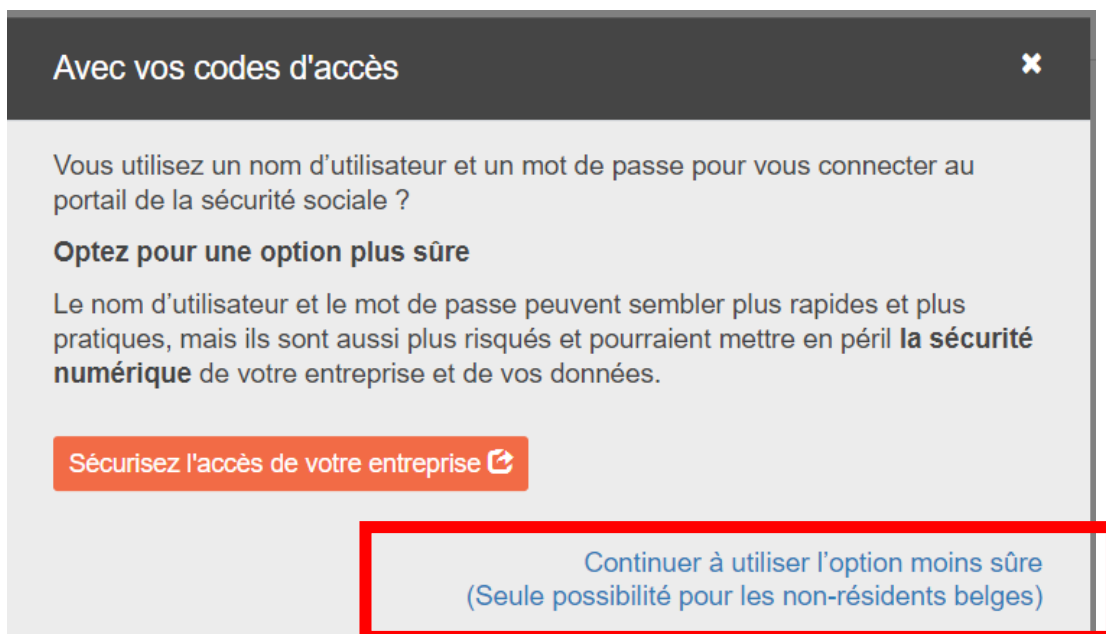 Avec vos codes d'accès
Vous utilisez un nom d’utilisateur et un mot de passe pour vous connecter au
portail de la sécurité sociale ?
Optez pour une option plus sûre
Le nom d’utilisateur et le mot de passe peuvent sembler plus rapides et plus
pratiques, mais ils sont aussi plus risqués et pourraient mettre en péril la sécurité
numérique de votre entreprise et de vos données.
Sécurisez l'accès de votre entreprise
Continuer à utiliser l’option moins sûre
(Seule possibilité pour les non-résidents belges)